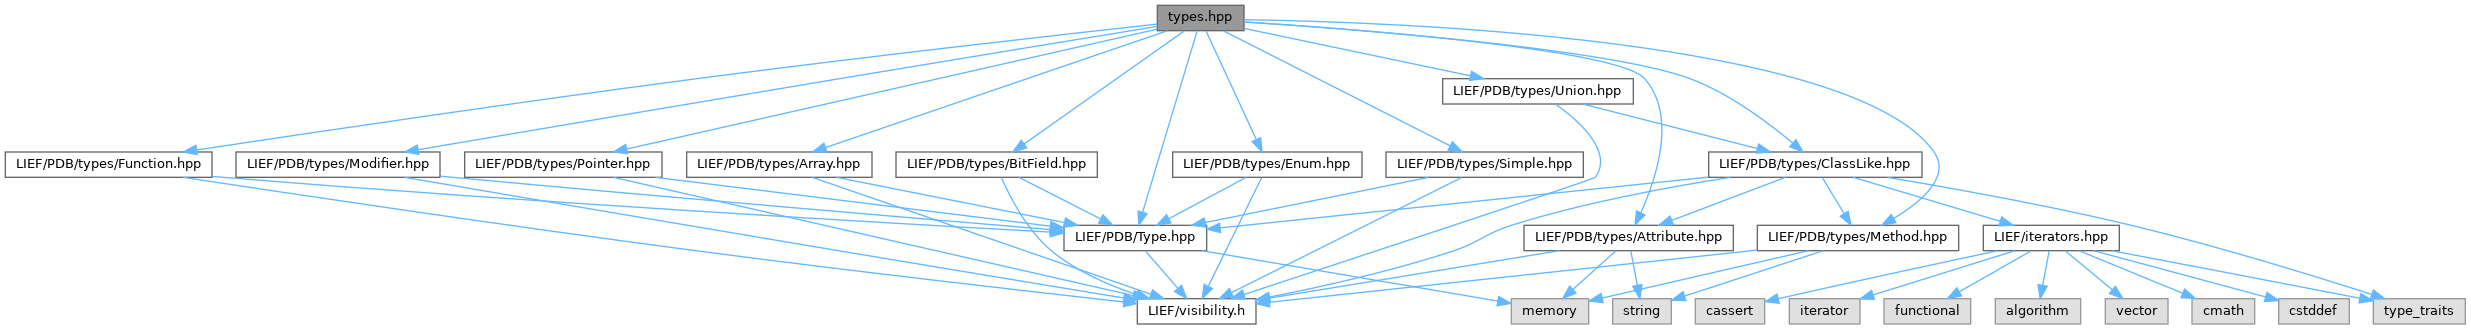 types.hpp
LIEF/PDB/types/Union.hpp
LIEF/PDB/types/Function.hpp
LIEF/PDB/types/Modifier.hpp
LIEF/PDB/types/Pointer.hpp
LIEF/PDB/types/Array.hpp
LIEF/PDB/types/BitField.hpp
LIEF/PDB/types/Enum.hpp
LIEF/PDB/types/Simple.hpp
LIEF/PDB/types/ClassLike.hpp
LIEF/PDB/Type.hpp
LIEF/PDB/types/Attribute.hpp
LIEF/PDB/types/Method.hpp
LIEF/iterators.hpp
LIEF/visibility.h
memory
string
cassert
iterator
functional
algorithm
vector
cmath
cstddef
type_traits